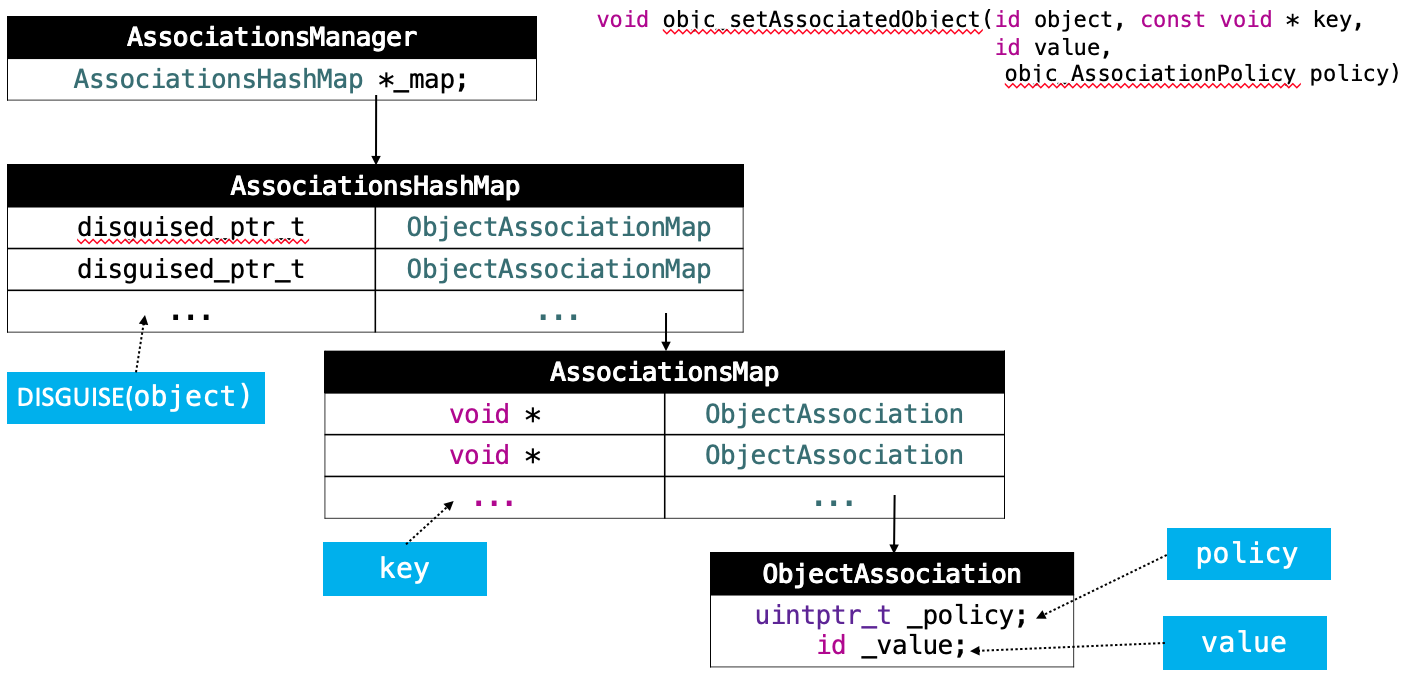 void objc_setAssociatedObject(id object, const void * key,
id value,
objc_AssociationPolicy policy)
AssociationsManager
AssociationsHashMap *_map;
AssociationsHashMap
disguised_ptr_t ObjectAssociationMap
disguised_ptr_t ObjectAssociationMap
... ...
DISGUISE(object)
AssociationsMap
void * ObjectAssociation
void * ObjectAssociation
... ...
key
ObjectAssociation
uintptr_t _policy;
id _value;
policy
value